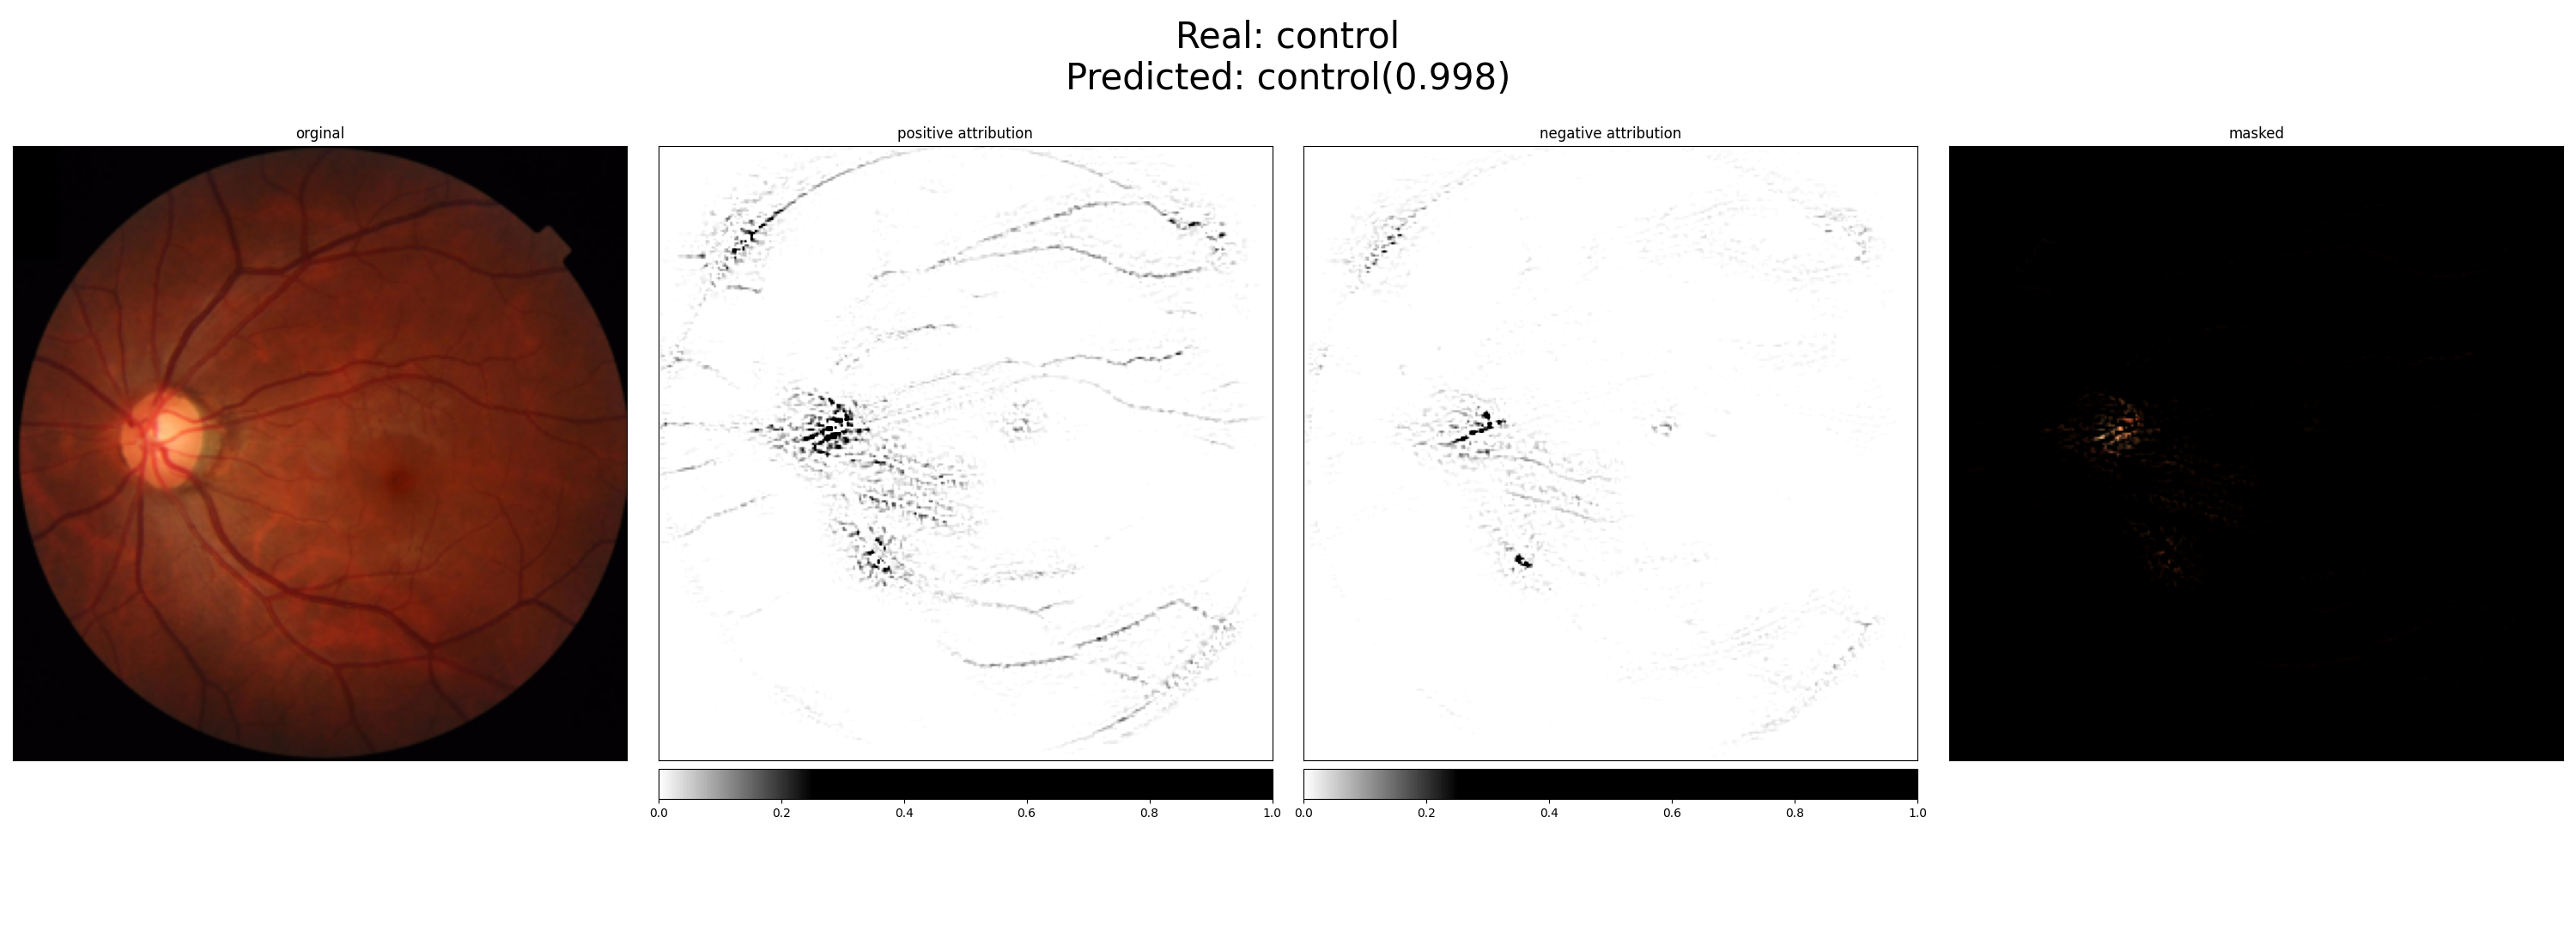 Real: control
Predicted: control(0.998)
orginal
positive attribution
negative attribution
masked
0.0 0.2 0.4 0.6 0.8 1.0
0.0 0.2 0.4 0.6 0.8 1.0